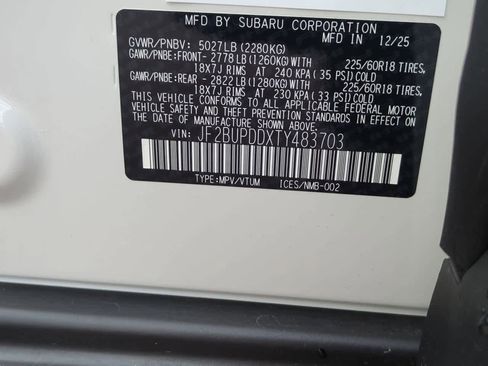 MFD BY SUBARU CORPORATION
GVWR/PNBV: 5027LB (2280KG) 12/25
GAWR/PNBE:FRONT- 2778 LB (1260KG) WITH 225/60R18 TIRES,
18X7J RIMS AT 240 KPA ( 35 PSI) COLD
GAWR/PNBE:REAR - 2822 LB (1280KG) WITH 225/60R18 TIRES,
18X7J RIMS AT 230 KPA ( 33 PSI) COLD
THIS VEHICLE CONFORMS TO ALL APPLICABLE FEDERAL MOTOR
VEHICLE SAFETY AND THEFT PREVENTION STANDARDS IN EFFECT ON
THE DATE OF MANUFACTURE SHOWN ABOVE.
VIN: JF2BUPDDXTY483703
TYPE:MPV/VTUM ICES/NMB-002